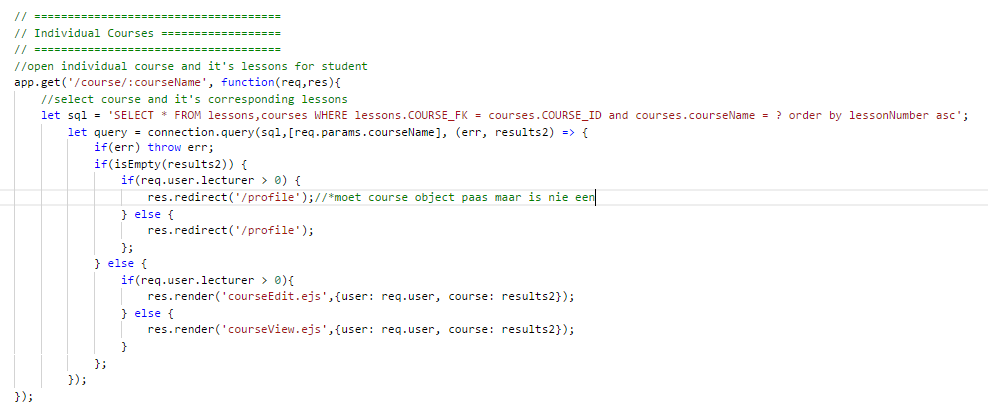 // =====================================
// Individual Courses ==================
// =====================================
//open individual course and it's lessons for student
app.get('/course/:courseName', function(req,res){
//select course and it's corresponding lessons
let sql = 'SELECT * FROM lessons,courses WHERE lessons.COURSE_FK = courses.COURSE_ID and courses.courseName = ? order by lessonNumber asc';
let query = connection.query(sql,[req.params.courseName], (err, results2) => {
if(err) throw err;
if(isEmpty(results2)) {
if(req.user.lecturer > 0) {
res.redirect('/profile');//*moet course object paas maar is nie een
} else {
res.redirect('/profile');
};
} else {
if(req.user.lecturer > 0){
res.render('courseEdit.ejs',{user: req.user, course: results2});
} else {
res.render('courseView.ejs',{user: req.user, course: results2});
}
};
});
});